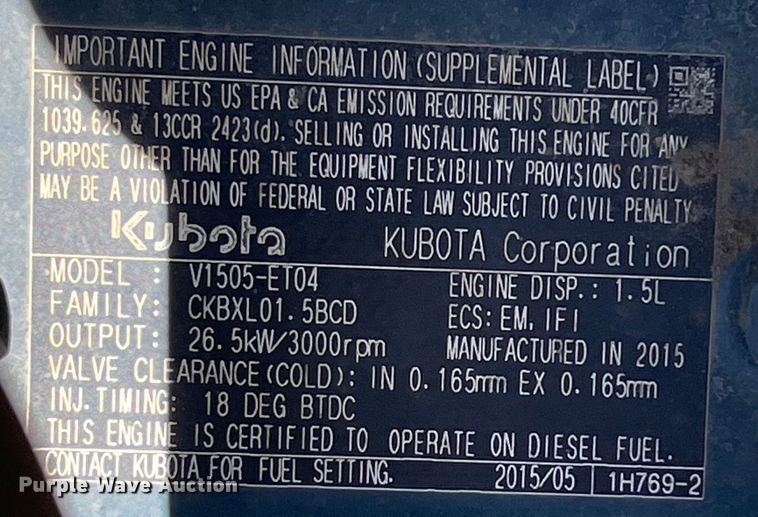 IMPORTANT ENGINE INFORMATION (SUPPLEMENTAL LABEL)
THIS ENGINE MEETS US EPA & CA EMISSION REQUIREMENTS UNDER 40CFR
1039.625 & 13CCR 2423(d). SELLING OR INSTALLING THIS ENGINE FOR ANY
PURPOSE OTHER THAN FOR THE EQUIPMENT FLEXIBILITY PROVISIONS CITED
MAY BE A VIOLATION OF FEDERAL OR STATE LAW SUBJECT TO CIVIL PENALTY
Kubota KUBOTA Corporation
MODEL : V1505-ET04 ENGINE DISP.: 1.5L
FAMILY: CKBXL01.5BCD ECS: EM, IFI
OUTPUT: 26.5kW/3000rpm MANUFACTURED IN 2015
VALVE CLEARANCE (COLD): IN 0.165mm EX 0.165mm
INJ. TIMING: 18 DEG BTDC
THIS ENGINE IS CERTIFIED TO OPERATE ON DIESEL FUEL.
CONTACT KUBOTA FOR FUEL SETTING. 2015/05 1H769-2
Purple Wave Auction